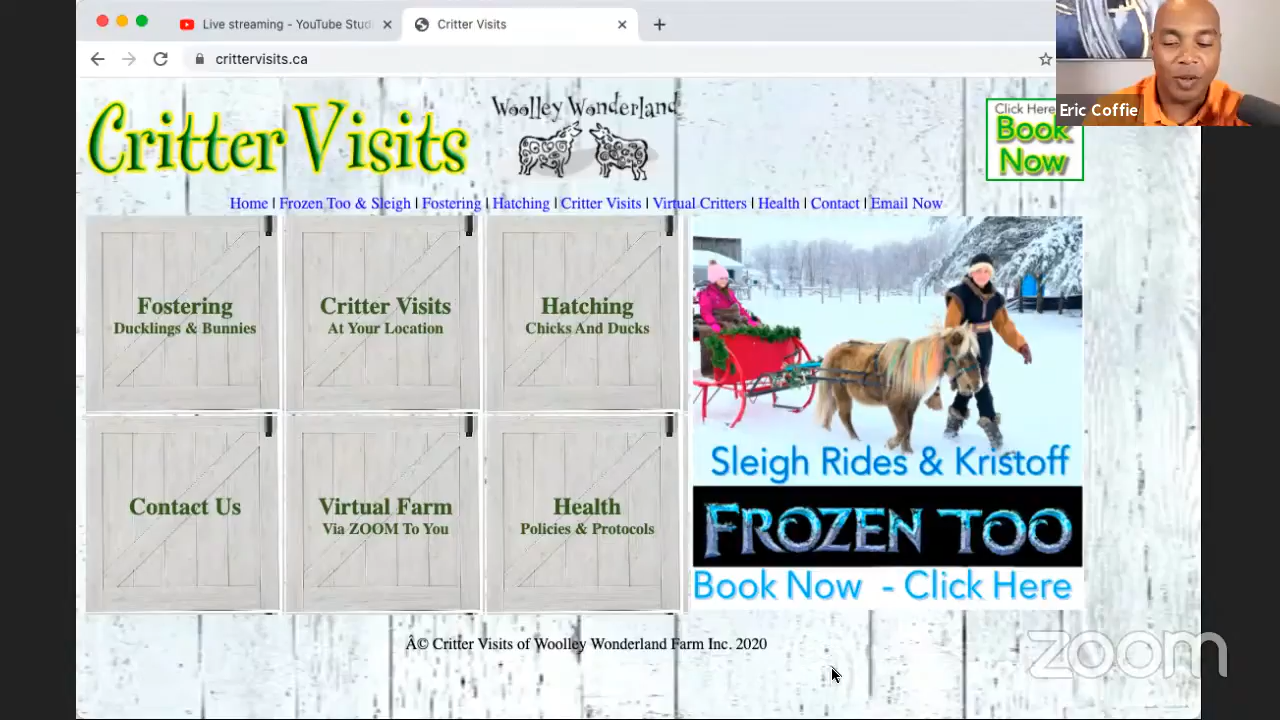 Live streaming - YouTube Studi
Critter Visits
crittervisits.ca
Eric Coffie
Critter Visits
Woolley Wonderland
Click Here
Book
Now
Home | Frozen Too & Sleigh | Fostering | Hatching | Critter Visits | Virtual Critters | Health | Contact | Email Now
Fostering
Ducklings & Bunnies
Critter Visits
At Your Location
Hatching
Chicks And Ducks
Contact Us
Virtual Farm
Via ZOOM To You
Health
Policies & Protocols
Sleigh Rides & Kristoff
FROZEN TOO
Book Now - Click Here
© Critter Visits of Woolley Wonderland Farm Inc. 2020
zoom